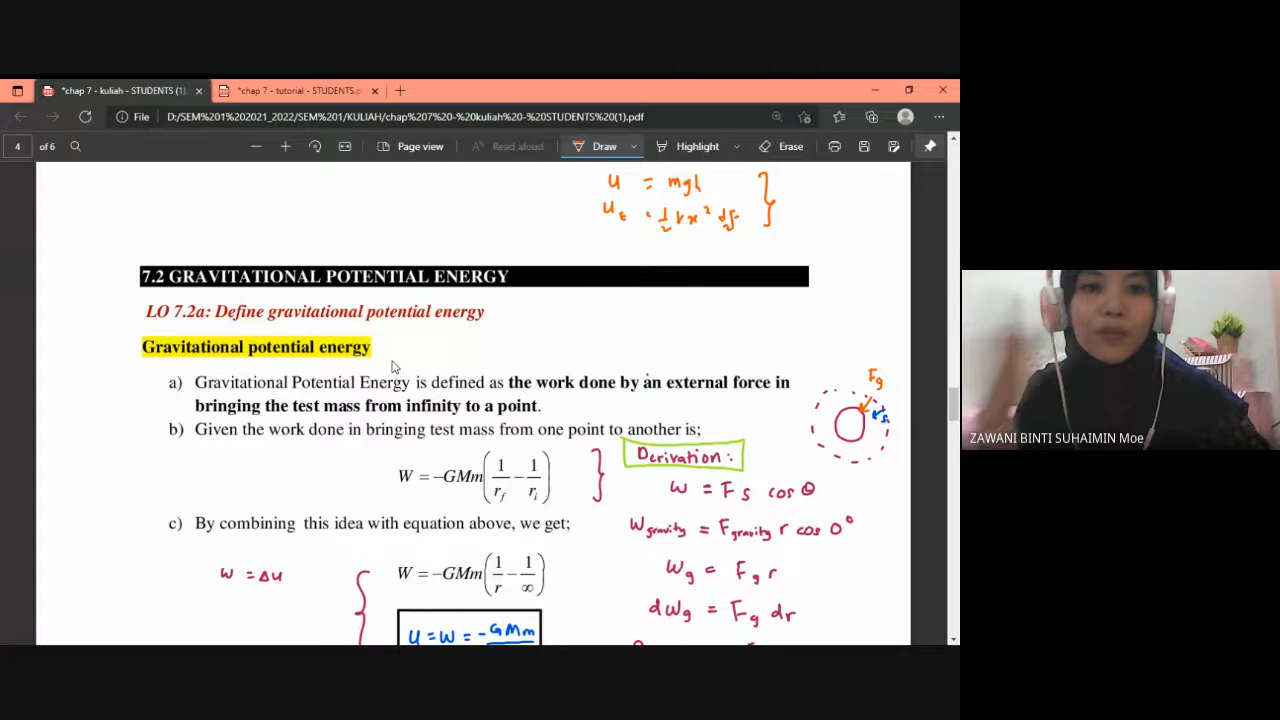 *chap 7 - kuliah - STUDENTS (1)
*chap 7 - tutorial - STUDENTS.p
File
D:/SEM%201%202021_2022/SEM%201/KULIAH/chap%207%20-%20kuliah%20-%20STUDENTS%20(1).pdf
4 of 6
Page view
Read aloud
Draw
Highlight
Erase
U = mgh
7.2 GRAVITATIONAL POTENTIAL ENERGY
LO 7.2a: Define gravitational potential energy
Gravitational potential energy
a) Gravitational Potential Energy is defined as the work done by an external force in
bringing the test mass from infinity to a point.
b) Given the work done in bringing test mass from one point to another is;
W = -GMm(1/r_f - 1/r_i)
c) By combining this idea with equation above, we get;
W = ΔU
W = -GMm(1/r - 1/∞)
U = W = -GMm
Fg
s
Derivation:
W = F s cos θ
W gravity = F gravity r cos 0°
Wg = Fg r
dWg = Fg dr
ZAWANI BINTI SUHAIMIN Moe